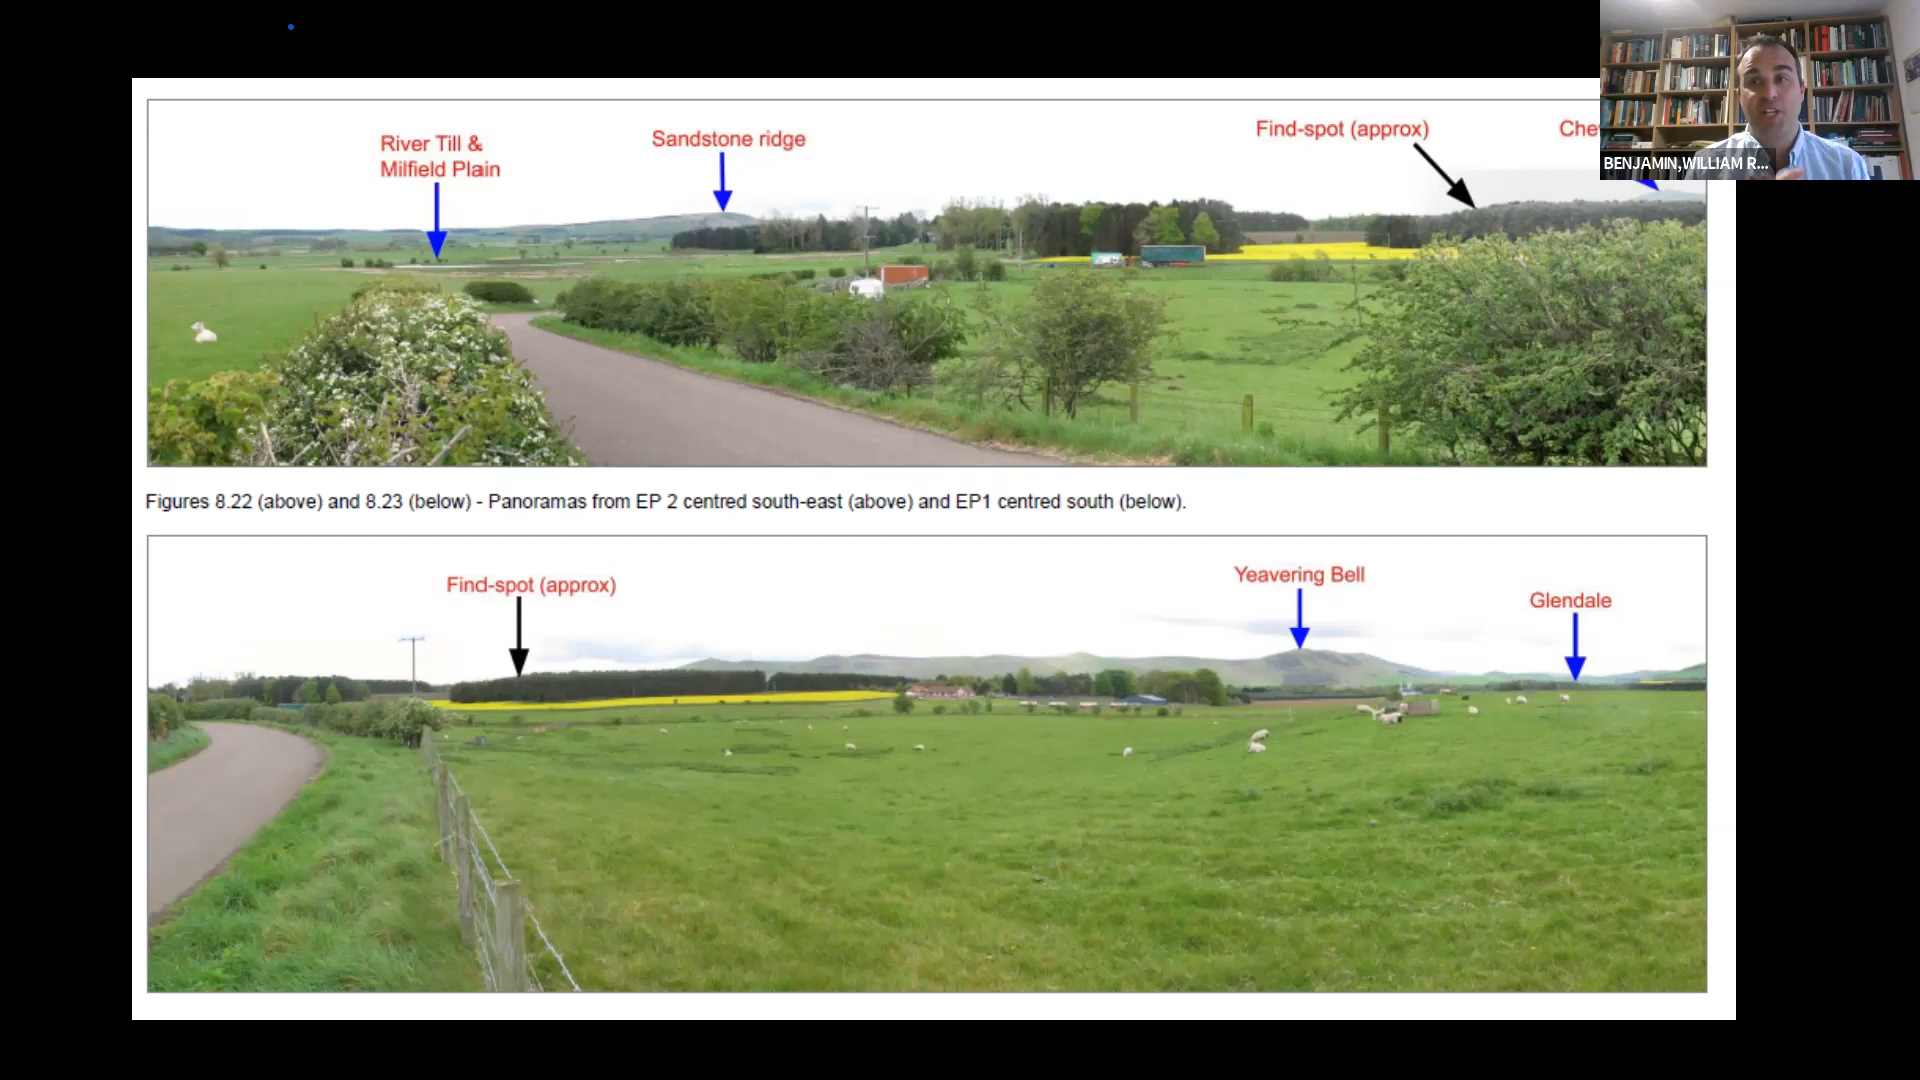 River Till &
Milfield Plain
Sandstone ridge
Find-spot (approx)
BENJAMIN,WILLIAM R...
Figures 8.22 (above) and 8.23 (below) - Panoramas from EP 2 centred south-east (above) and EP1 centred south (below).
Find-spot (approx)
Yeavering Bell
Glendale